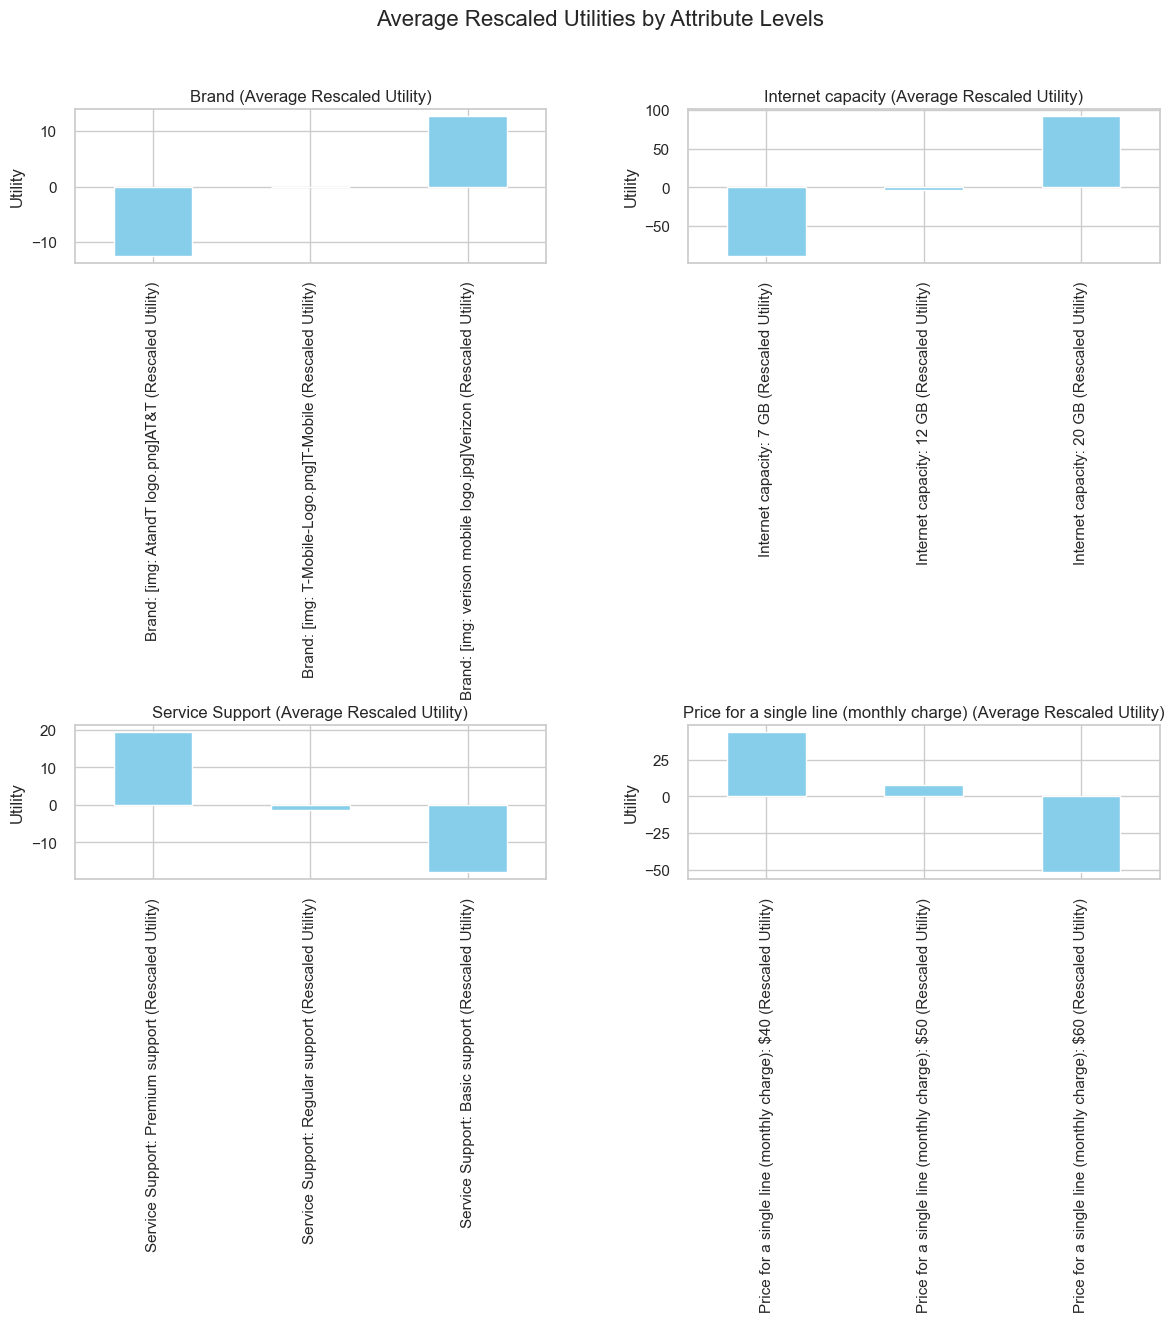 Average Rescaled Utilities by Attribute Levels
Brand (Average Rescaled Utility)
Utility
10
0
−10
Brand: [img: AtandT logo.png]AT&T (Rescaled Utility)
Brand: [img: T-Mobile-Logo.png]T-Mobile (Rescaled Utility)
Brand: [img: verison mobile logo.jpg]Verizon (Rescaled Utility)
Internet capacity (Average Rescaled Utility)
Utility
100
50
0
−50
Internet capacity: 7 GB (Rescaled Utility)
Internet capacity: 12 GB (Rescaled Utility)
Internet capacity: 20 GB (Rescaled Utility)
Service Support (Average Rescaled Utility)
Utility
20
10
0
−10
Service Support: Premium support (Rescaled Utility)
Service Support: Regular support (Rescaled Utility)
Service Support: Basic support (Rescaled Utility)
Price for a single line (monthly charge) (Average Rescaled Utility)
Utility
25
0
−25
−50
Price for a single line (monthly charge): $40 (Rescaled Utility)
Price for a single line (monthly charge): $50 (Rescaled Utility)
Price for a single line (monthly charge): $60 (Rescaled Utility)